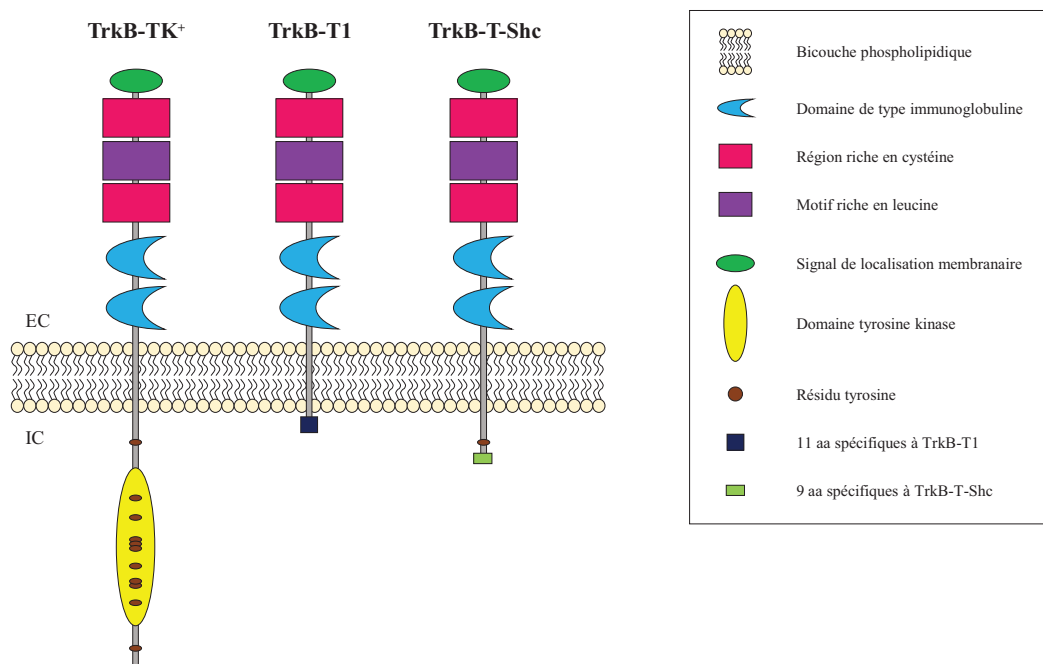 TrkB-TK⁺ TrkB-T1 TrkB-T-Shc
EC
IC
Bicouche phospholipidique
Domaine de type immunoglobuline
Région riche en cystéine
Motif riche en leucine
Signal de localisation membranaire
Domaine tyrosine kinase
Résidu tyrosine
11 aa spécifiques à TrkB-T1
9 aa spécifiques à TrkB-T-Shc